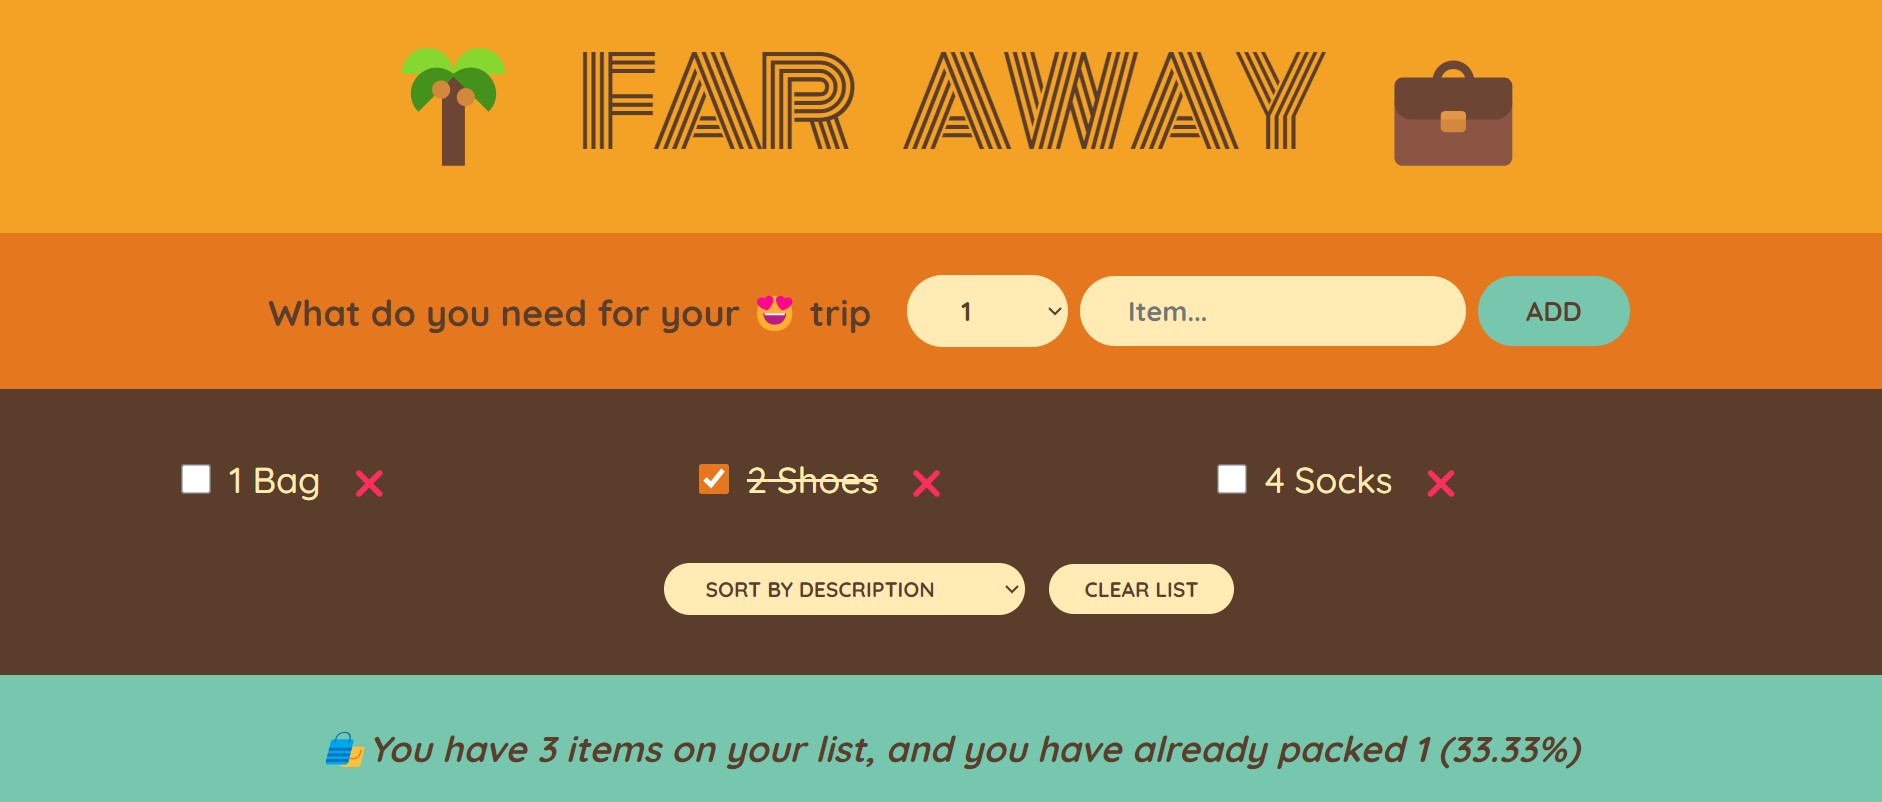 FAR AWAY
What do you need for your 😍 trip
1
Item...
ADD
1 Bag
2 Shoes
4 Socks
SORT BY DESCRIPTION
CLEAR LIST
You have 3 items on your list, and you have already packed 1 (33.33%)